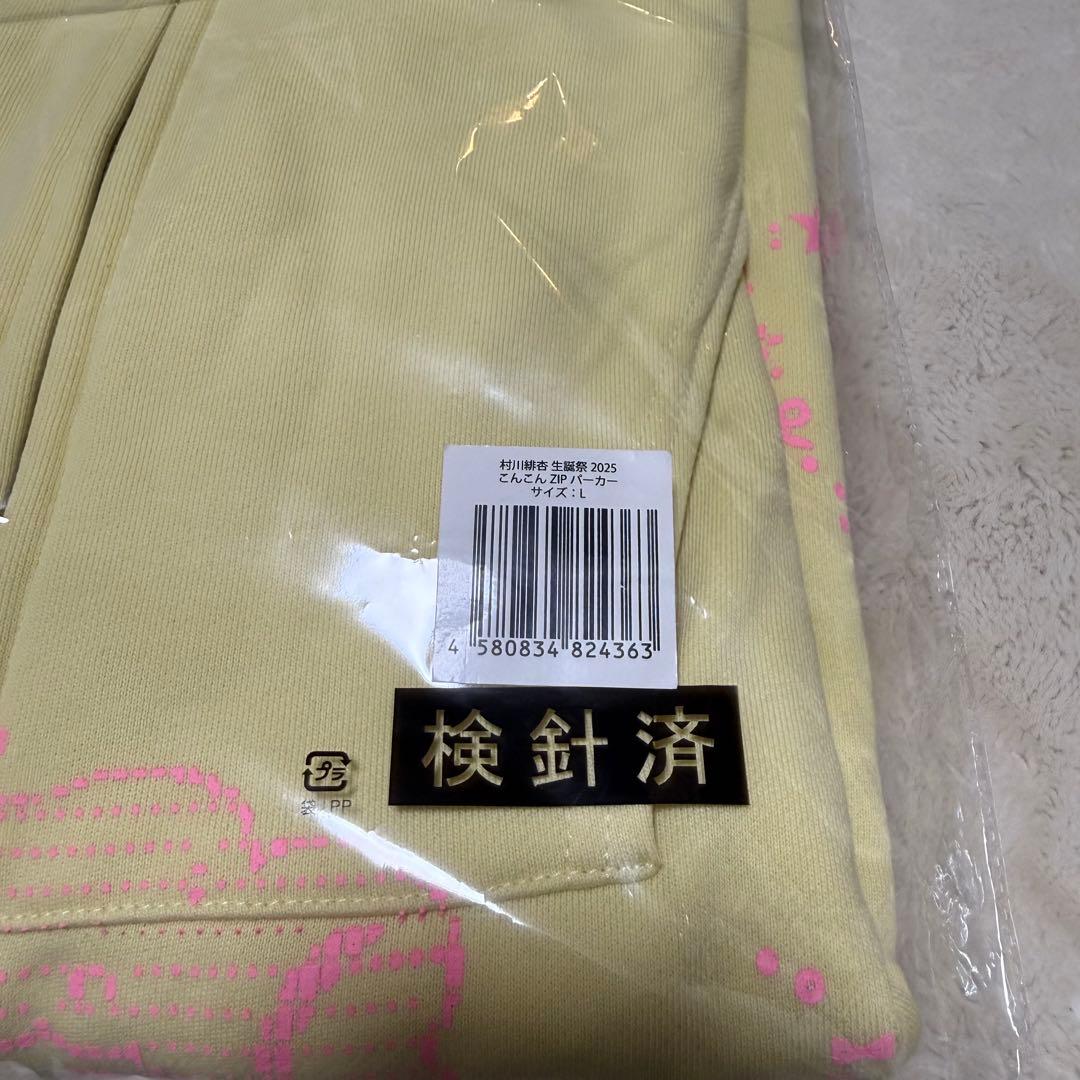 村川緋杏 生誕祭 2025
こんこん ZIP パーカー
サイズ：L
4 580834 824363
検針済
プラ
袋 PP